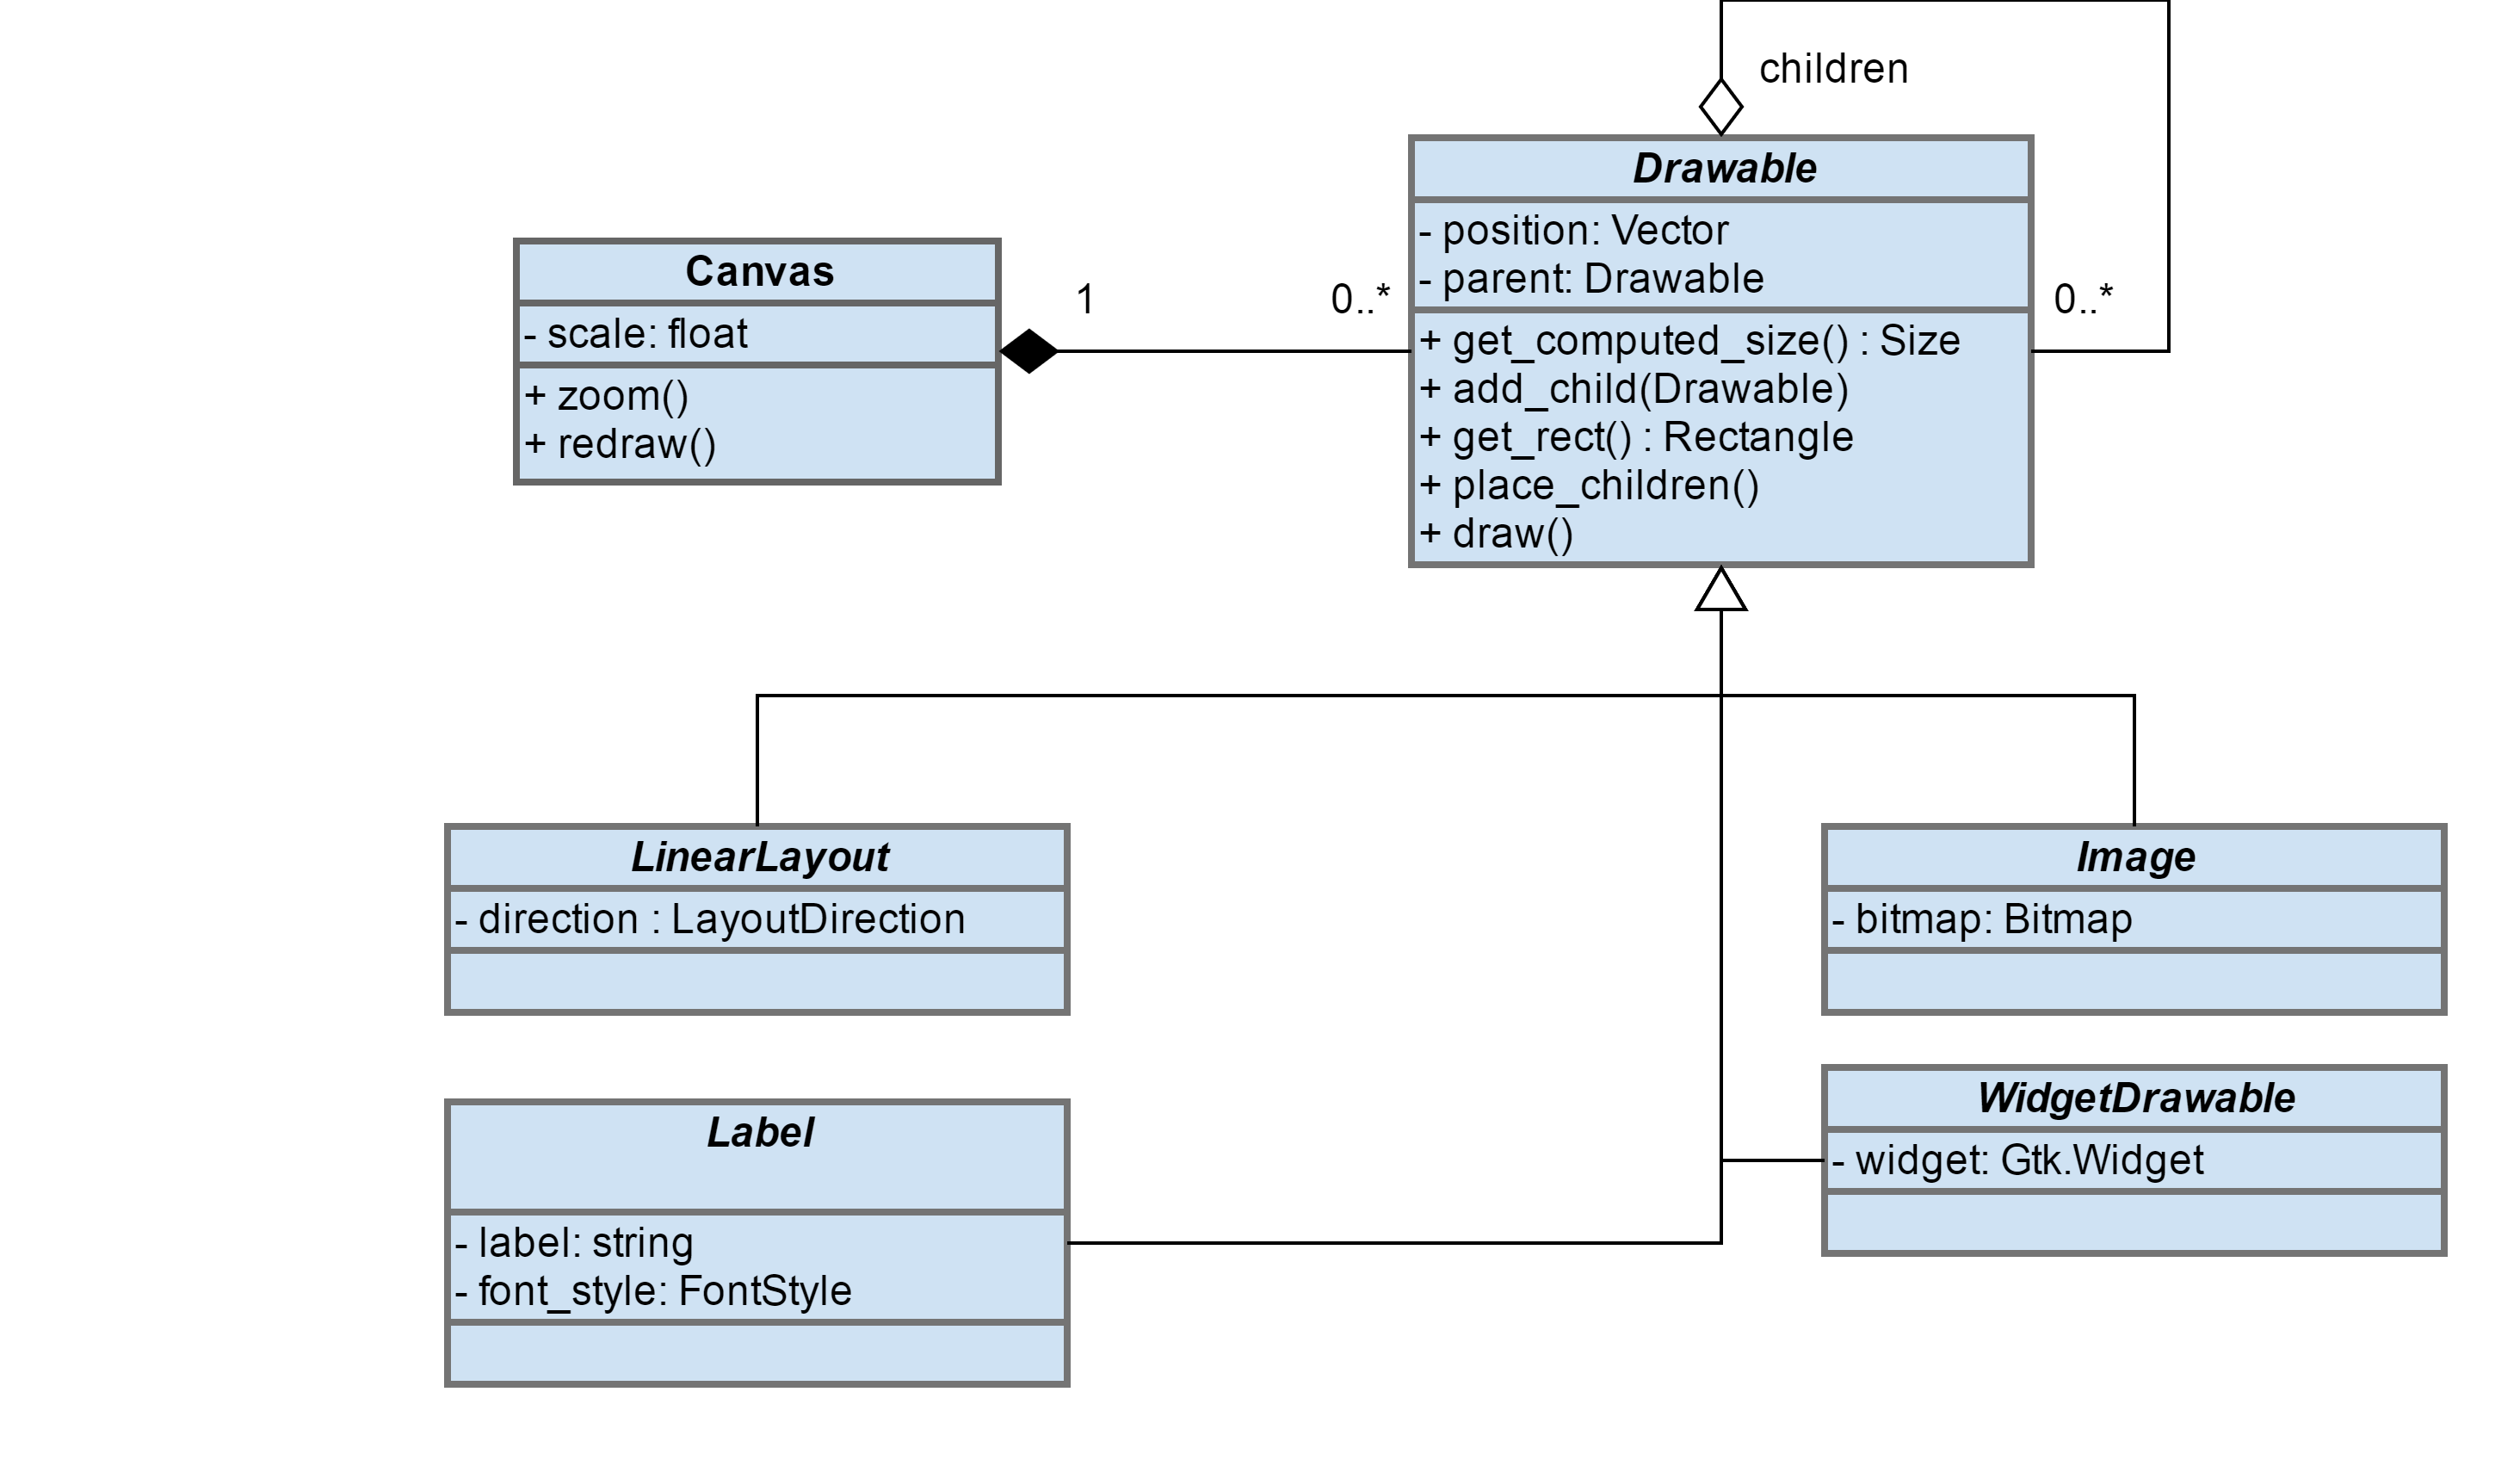 children
Drawable
- position: Vector
- parent: Drawable
+ get_computed_size() : Size
+ add_child(Drawable)
+ get_rect() : Rectangle
+ place_children()
+ draw()
Canvas
- scale: float
+ zoom()
+ redraw()
1
0..*
0..*
LinearLayout
- direction : LayoutDirection
Image
- bitmap: Bitmap
Label
- label: string
- font_style: FontStyle
WidgetDrawable
- widget: Gtk.Widget